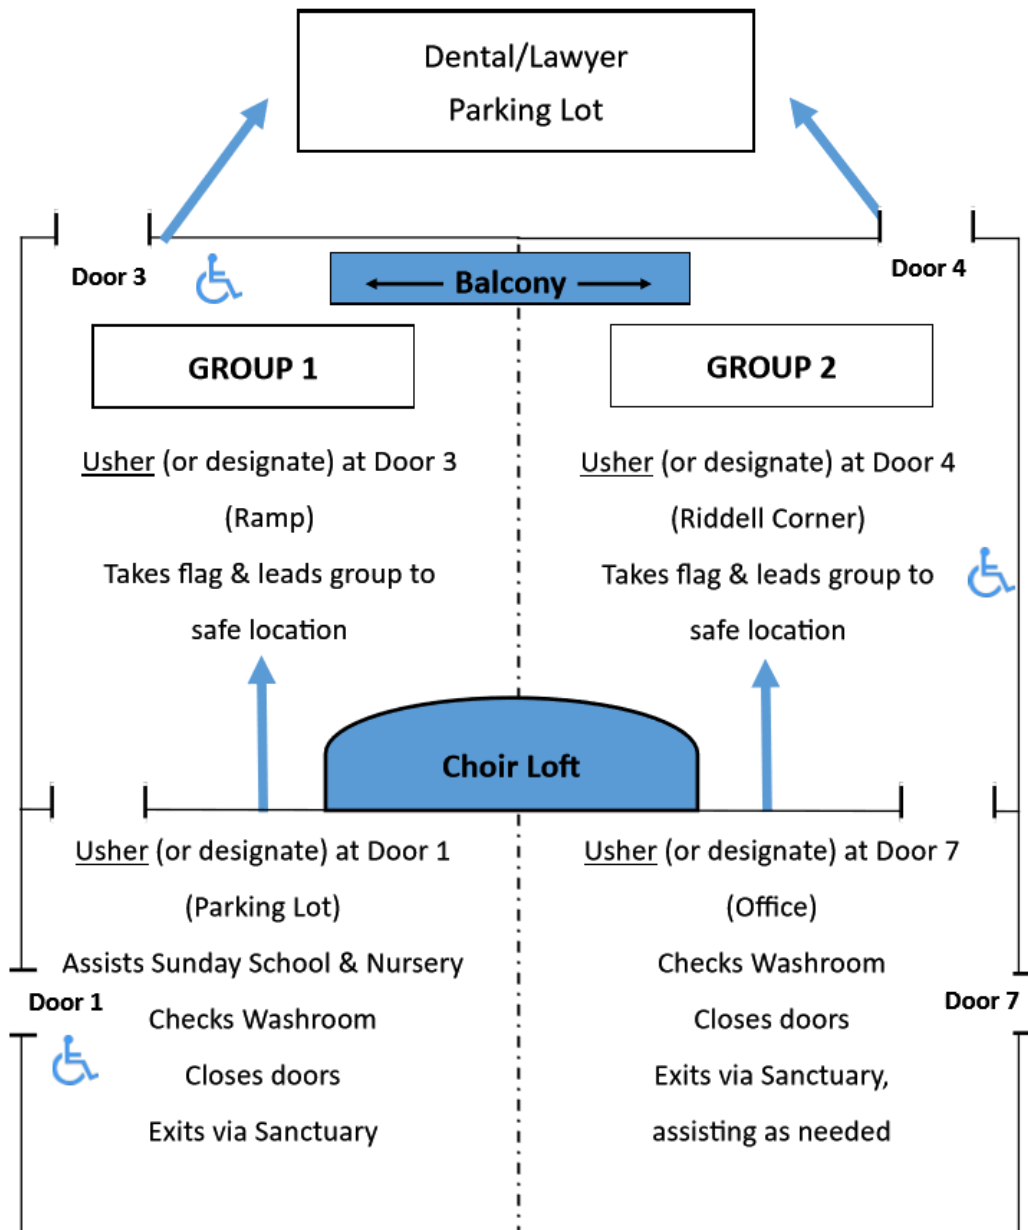 Dental/Lawyer
Parking Lot
Door 3
Door 4
Balcony
GROUP 1
GROUP 2
Usher (or designate) at Door 3
(Ramp)
Takes flag & leads group to
safe location
Usher (or designate) at Door 4
(Riddell Corner)
Takes flag & leads group to
safe location
Choir Loft
Usher (or designate) at Door 1
(Parking Lot)
Assists Sunday School & Nursery
Checks Washroom
Closes doors
Exits via Sanctuary
Door 1
Usher (or designate) at Door 7
(Office)
Checks Washroom
Closes doors
Exits via Sanctuary,
assisting as needed
Door 7